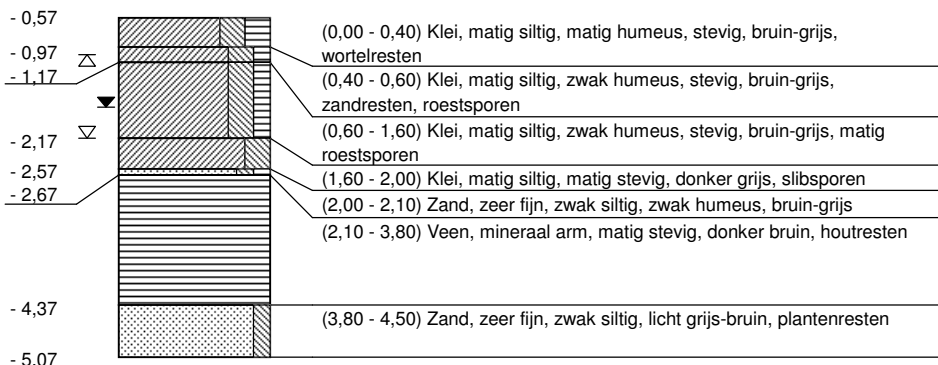 - 0,57
- 0,97
- 1,17
- 2,17
- 2,57
- 2,67
- 4,37
- 5,07
(0,00 - 0,40) Klei, matig siltig, matig humeus, stevig, bruin-grijs,
wortelresten
(0,40 - 0,60) Klei, matig siltig, zwak humeus, stevig, bruin-grijs,
zandresten, roestsporen
(0,60 - 1,60) Klei, matig siltig, zwak humeus, stevig, bruin-grijs, matig
roestsporen
(1,60 - 2,00) Klei, matig siltig, matig stevig, donker grijs, slibsporen
(2,00 - 2,10) Zand, zeer fijn, zwak siltig, zwak humeus, bruin-grijs
(2,10 - 3,80) Veen, mineraal arm, matig stevig, donker bruin, houtresten
(3,80 - 4,50) Zand, zeer fijn, zwak siltig, licht grijs-bruin, plantenresten